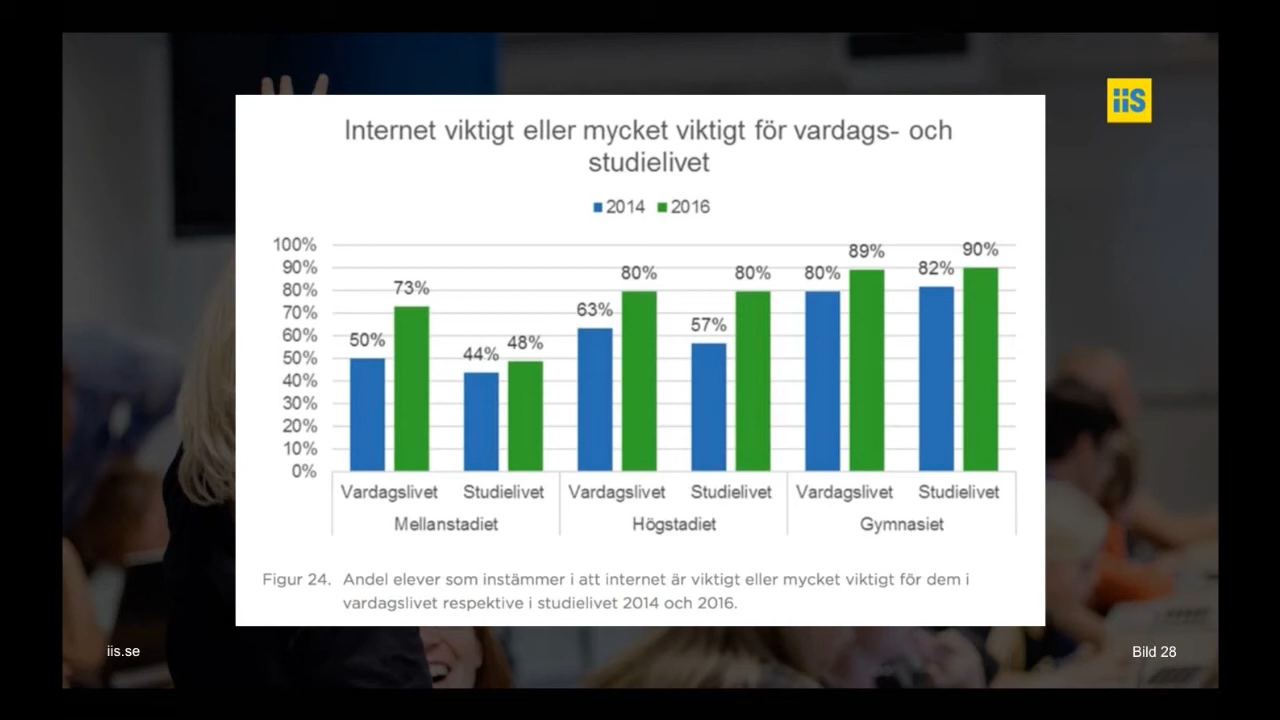 iiS
Internet viktigt eller mycket viktigt för vardags- och
studielivet
2014 2016
100%
90%
80%
70%
60%
50%
40%
30%
20%
10%
0%
50% 73% 44% 48% 63% 80% 57% 80% 80% 89% 82% 90%
Vardagslivet Studielivet Vardagslivet Studielivet Vardagslivet Studielivet
Mellanstadiet Högstadiet Gymnasiet
Figur 24. Andel elever som instämmer i att internet är viktigt eller mycket viktigt för dem i
vardagslivet respektive i studielivet 2014 och 2016.
iis.se
Bild 28